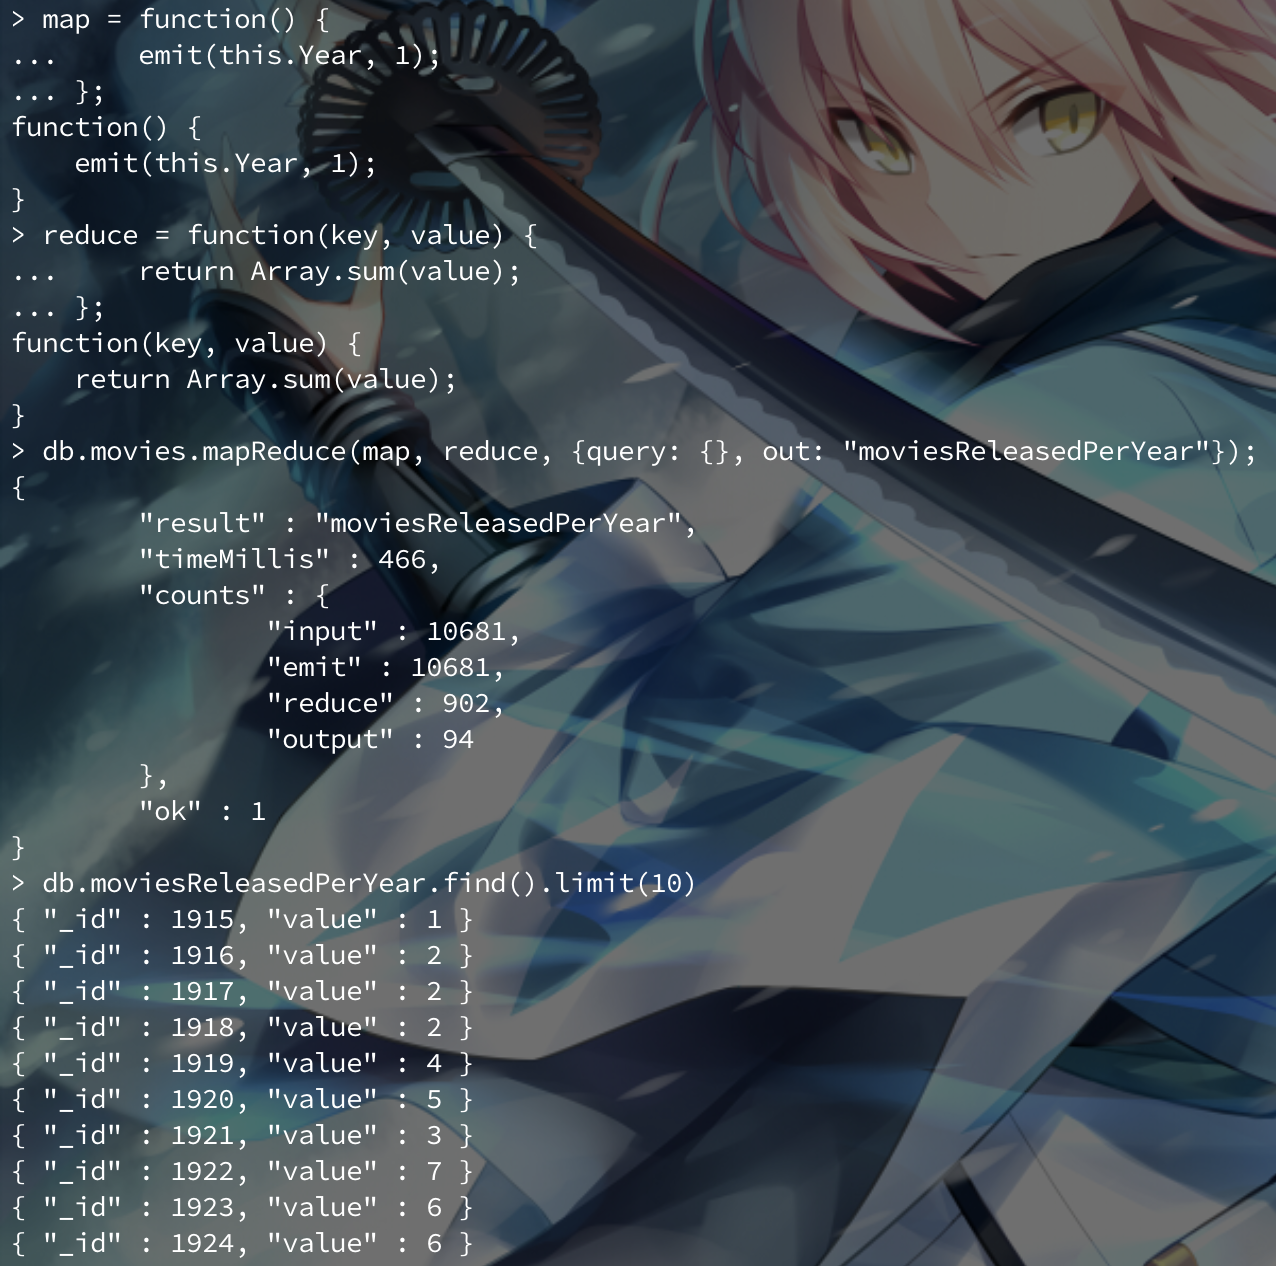 > map = function() {
...     emit(this.Year, 1);
... };
function() {
    emit(this.Year, 1);
}
> reduce = function(key, value) {
...     return Array.sum(value);
... };
function(key, value) {
    return Array.sum(value);
}
> db.movies.mapReduce(map, reduce, {query: {}, out: "moviesReleasedPerYear"});
{
        "result" : "moviesReleasedPerYear",
        "timeMillis" : 466,
        "counts" : {
                "input" : 10681,
                "emit" : 10681,
                "reduce" : 902,
                "output" : 94
        },
        "ok" : 1
}
> db.moviesReleasedPerYear.find().limit(10)
{ "_id" : 1915, "value" : 1 }
{ "_id" : 1916, "value" : 2 }
{ "_id" : 1917, "value" : 2 }
{ "_id" : 1918, "value" : 2 }
{ "_id" : 1919, "value" : 4 }
{ "_id" : 1920, "value" : 5 }
{ "_id" : 1921, "value" : 3 }
{ "_id" : 1922, "value" : 7 }
{ "_id" : 1923, "value" : 6 }
{ "_id" : 1924, "value" : 6 }